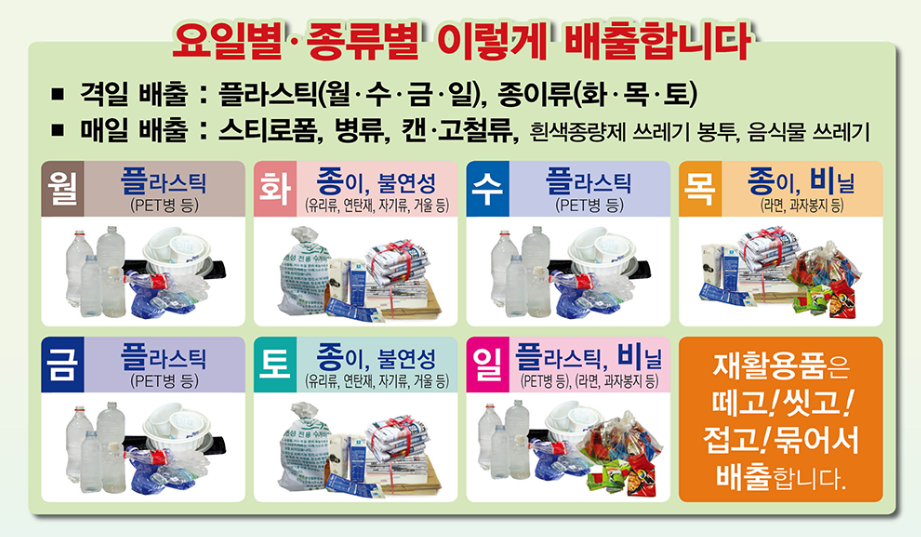 요일별·종류별 이렇게 배출합니다
■ 격일 배출 : 플라스틱(월·수·금·일), 종이류(화·목·토)
■ 매일 배출 : 스티로폼, 병류, 캔·고철류, 흰색종량제 쓰레기 봉투, 음식물 쓰레기
월 플라스틱
(PET병 등)
화 종이, 불연성
(유리류, 연탄재, 자기류, 거울 등)
수 플라스틱
(PET병 등)
목 종이, 비닐
(라면, 과자봉지 등)
금 플라스틱
(PET병 등)
토 종이, 불연성
(유리류, 연탄재, 자기류, 거울 등)
일 플라스틱, 비닐
(PET병 등), (라면, 과자봉지 등)
재활용품은
떼고! 씻고!
접고! 묶어서
배출합니다.